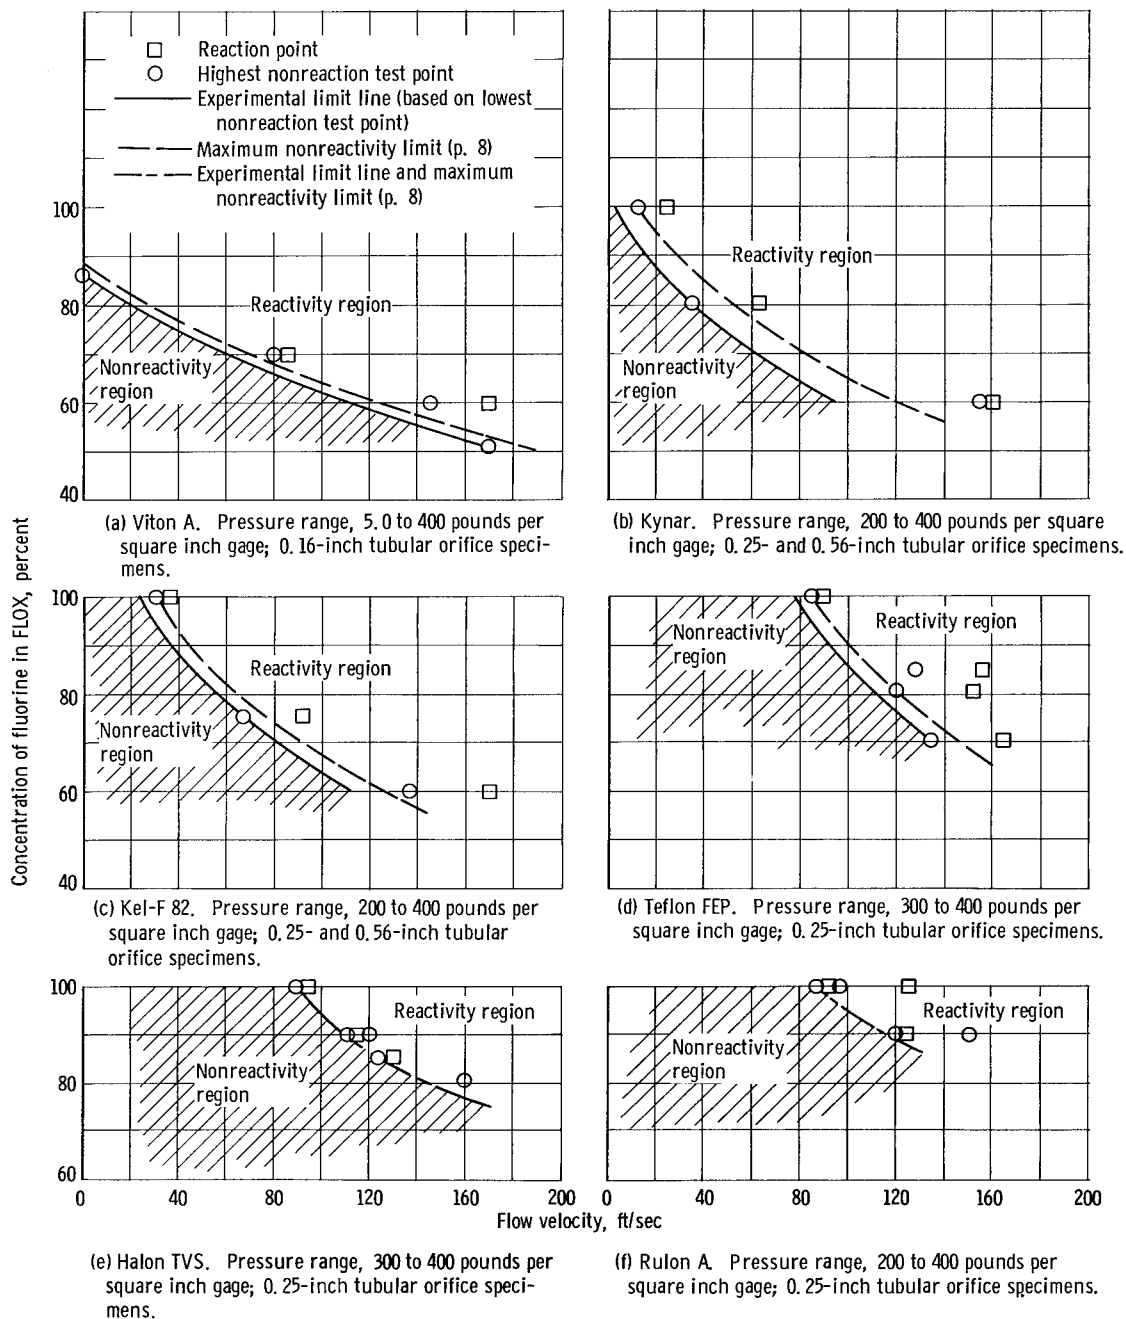 Reaction point
Highest nonreaction test point
Experimental limit line (based on lowest
nonreaction test point)
Maximum nonreactivity limit (p. 8)
Experimental limit line and maximum
nonreactivity limit (p. 8)
100
80
60
40
Reactivity region
Nonreactivity
region
Reactivity region
Nonreactivity
region
(a) Viton A. Pressure range, 5.0 to 400 pounds per
square inch gage; 0.16-inch tubular orifice speci-
mens.
(b) Kynar. Pressure range, 200 to 400 pounds per square
inch gage; 0.25- and 0.56-inch tubular orifice specimens.
Concentration of fluorine in FLOX, percent
100
80
60
40
Reactivity region
Nonreactivity
region
Reactivity region
Nonreactivity
region
(c) Kel-F 82. Pressure range, 200 to 400 pounds per
square inch gage; 0.25- and 0.56-inch tubular
orifice specimens.
(d) Teflon FEP. Pressure range, 300 to 400 pounds per
square inch gage; 0.25-inch tubular orifice specimens.
100
80
60
Reactivity region
Nonreactivity
region
Reactivity region
Nonreactivity
region
0 40 80 120 160 200
0 40 80 120 160 200
Flow velocity, ft/sec
(e) Halon TVS. Pressure range, 300 to 400 pounds per
square inch gage; 0.25-inch tubular orifice speci-
mens.
(f) Rulon A. Pressure range, 200 to 400 pounds per
square inch gage; 0.25-inch tubular orifice specimens.